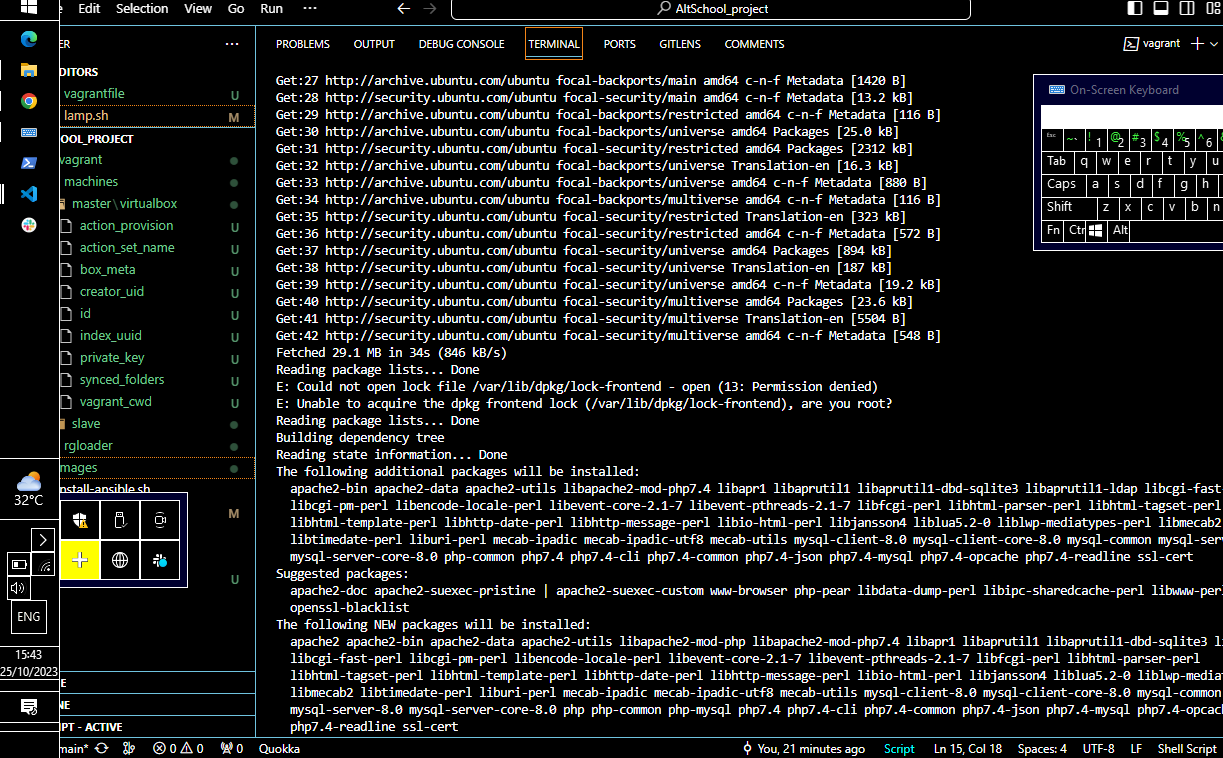 Edit Selection View Go Run ···
AltSchool_project
ER ···
DITORS
vagrantfile U
lamp.sh M
OOL_PROJECT
vagrant
machines
master\virtualbox
action_provision U
action_set_name U
box_meta U
creator_uid U
id U
index_uuid U
private_key U
synced_folders U
vagrant_cwd U
slave
rgloader
mages
nstall-ansible.sh
M
U
E
NE
PT - ACTIVE
32°C
ENG
15:43
25/10/2023
PROBLEMS OUTPUT DEBUG CONSOLE TERMINAL PORTS GITLENS COMMENTS
vagrant
Get:27 http://archive.ubuntu.com/ubuntu focal-backports/main amd64 c-n-f Metadata [1420 B]
Get:28 http://security.ubuntu.com/ubuntu focal-security/main amd64 c-n-f Metadata [13.2 kB]
Get:29 http://archive.ubuntu.com/ubuntu focal-backports/restricted amd64 c-n-f Metadata [116 B]
Get:30 http://archive.ubuntu.com/ubuntu focal-backports/universe amd64 Packages [25.0 kB]
Get:31 http://security.ubuntu.com/ubuntu focal-security/restricted amd64 Packages [2312 kB]
Get:32 http://archive.ubuntu.com/ubuntu focal-backports/universe Translation-en [16.3 kB]
Get:33 http://archive.ubuntu.com/ubuntu focal-backports/universe amd64 c-n-f Metadata [880 B]
Get:34 http://archive.ubuntu.com/ubuntu focal-backports/multiverse amd64 c-n-f Metadata [116 B]
Get:35 http://security.ubuntu.com/ubuntu focal-security/restricted Translation-en [323 kB]
Get:36 http://security.ubuntu.com/ubuntu focal-security/restricted amd64 c-n-f Metadata [572 B]
Get:37 http://security.ubuntu.com/ubuntu focal-security/universe amd64 Packages [894 kB]
Get:38 http://security.ubuntu.com/ubuntu focal-security/universe Translation-en [187 kB]
Get:39 http://security.ubuntu.com/ubuntu focal-security/universe amd64 c-n-f Metadata [19.2 kB]
Get:40 http://security.ubuntu.com/ubuntu focal-security/multiverse amd64 Packages [23.6 kB]
Get:41 http://security.ubuntu.com/ubuntu focal-security/multiverse Translation-en [5504 B]
Get:42 http://security.ubuntu.com/ubuntu focal-security/multiverse amd64 c-n-f Metadata [548 B]
Fetched 29.1 MB in 34s (846 kB/s)
Reading package lists... Done
E: Could not open lock file /var/lib/dpkg/lock-frontend - open (13: Permission denied)
E: Unable to acquire the dpkg frontend lock (/var/lib/dpkg/lock-frontend), are you root?
Reading package lists... Done
Building dependency tree
Reading state information... Done
The following additional packages will be installed:
apache2-bin apache2-data apache2-utils libapache2-mod-php7.4 libapr1 libaprutil1 libaprutil1-dbd-sqlite3 libaprutil1-ldap libcgi-fast-
libcgi-pm-perl libencode-locale-perl libevent-core-2.1-7 libevent-pthreads-2.1-7 libfcgi-perl libhtml-parser-perl libhtml-tagset-perl
libhtml-template-perl libhttp-date-perl libhttp-message-perl libio-html-perl libjansson4 liblua5.2-0 liblwp-mediatypes-perl libmecab2
libtimedate-perl liburi-perl mecab-ipadic mecab-ipadic-utf8 mecab-utils mysql-client-8.0 mysql-client-core-8.0 mysql-common mysql-server-
mysql-server-core-8.0 php-common php7.4 php7.4-cli php7.4-common php7.4-json php7.4-mysql php7.4-opcache php7.4-readline ssl-cert
Suggested packages:
apache2-doc apache2-suexec-pristine | apache2-suexec-custom www-browser php-pear libdata-dump-perl libipc-sharedcache-perl libwww-per
openssl-blacklist
The following NEW packages will be installed:
apache2 apache2-bin apache2-data apache2-utils libapache2-mod-php libapache2-mod-php7.4 libapr1 libaprutil1 libaprutil1-dbd-sqlite3 li
libcgi-fast-perl libcgi-pm-perl libencode-locale-perl libevent-core-2.1-7 libevent-pthreads-2.1-7 libfcgi-perl libhtml-parser-perl
libhtml-tagset-perl libhtml-template-perl libhttp-date-perl libhttp-message-perl libio-html-perl libjansson4 liblua5.2-0 liblwp-mediat
libmecab2 libtimedate-perl liburi-perl mecab-ipadic mecab-ipadic-utf8 mecab-utils mysql-client-8.0 mysql-client-core-8.0 mysql-common
mysql-server-8.0 mysql-server-core-8.0 php php-common php-mysql php7.4 php7.4-cli php7.4-common php7.4-json php7.4-mysql php7.4-opcac
php7.4-readline ssl-cert
On-Screen Keyboard
Esc ~\` ! 1 @ 2 # 3 $ 4 % 5 ^ 6 &
Tab q w e r t y u
Caps a s d f g h
Shift z x c v b n
Fn Ctr Alt
main* 0 0 0 Quokka You, 21 minutes ago Script Ln 15, Col 18 Spaces: 4 UTF-8 LF Shell Script